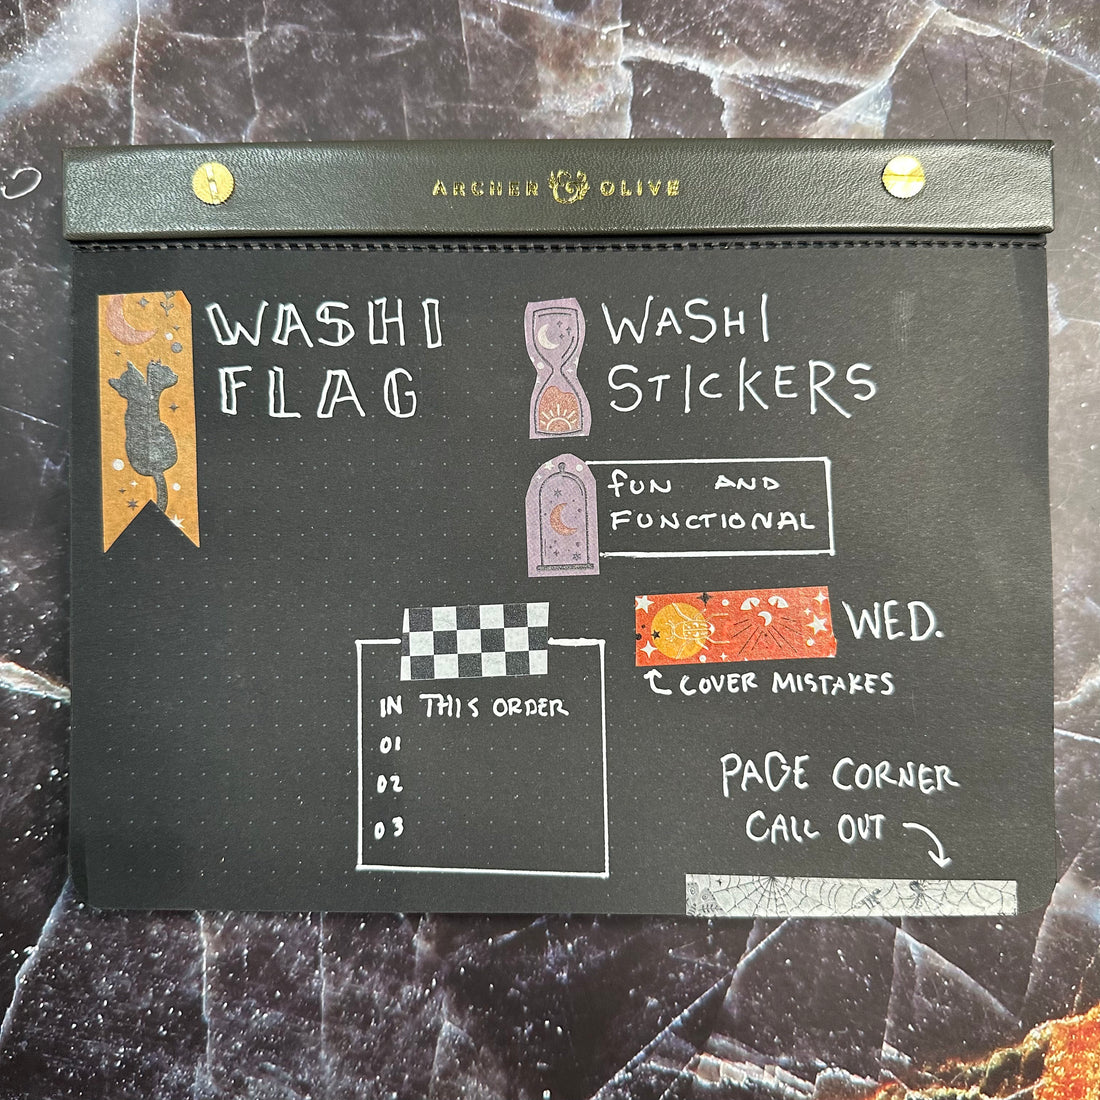 ARCHER & OLIVE
WASHI
FLAG
WASHI
STICKERS
FUN AND
FUNCTIONAL
WED.
COVER MISTAKES
IN THIS ORDER
01
02
03
PAGE CORNER
CALL OUT